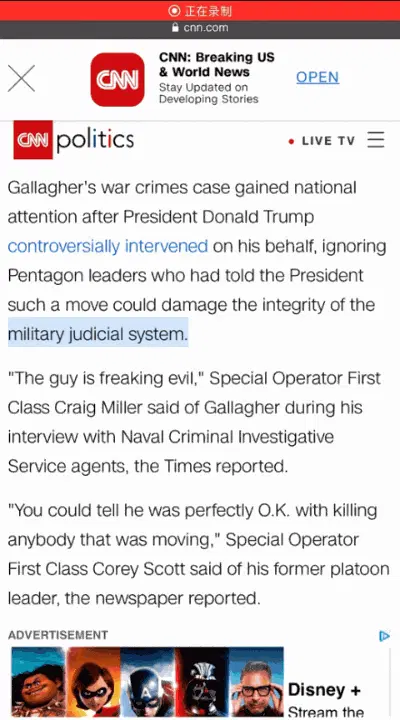 正在录制
cnn.com
CNN: Breaking US
& World News
Stay Updated on
Developing Stories
OPEN
CNN
CNN politics
LIVE TV
Gallagher's war crimes case gained national
attention after President Donald Trump
controversially intervened on his behalf, ignoring
Pentagon leaders who had told the President
such a move could damage the integrity of the
military judicial system.
"The guy is freaking evil," Special Operator First
Class Craig Miller said of Gallagher during his
interview with Naval Criminal Investigative
Service agents, the Times reported.
"You could tell he was perfectly O.K. with killing
anybody that was moving," Special Operator
First Class Corey Scott said of his former platoon
leader, the newspaper reported.
ADVERTISEMENT
Disney +
Stream the